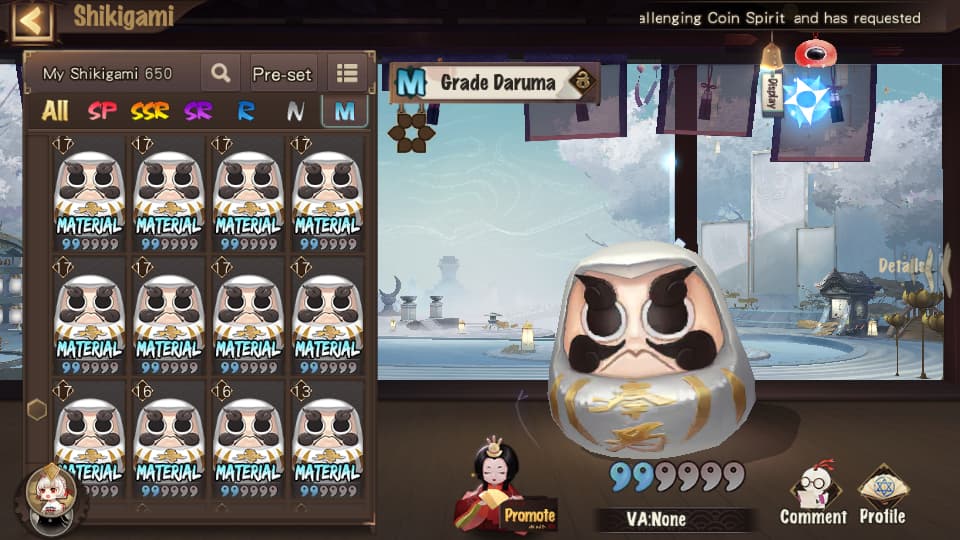 Shikigami
allenging Coin Spirit and has requested
My Shikigami 650
Pre-set
All SP SSR SR R N M
M Grade Daruma
Display
17 17 17 17
MATERIAL MATERIAL MATERIAL MATERIAL
999999 999999 999999 999999
17 17 17 17
MATERIAL MATERIAL MATERIAL MATERIAL
999999 999999 999999 999999
17 16 16 13
MATERIAL MATERIAL MATERIAL MATERIAL
9999 999999 999999 999999
Details
999999
Promote
VA:None
Comment
Profile